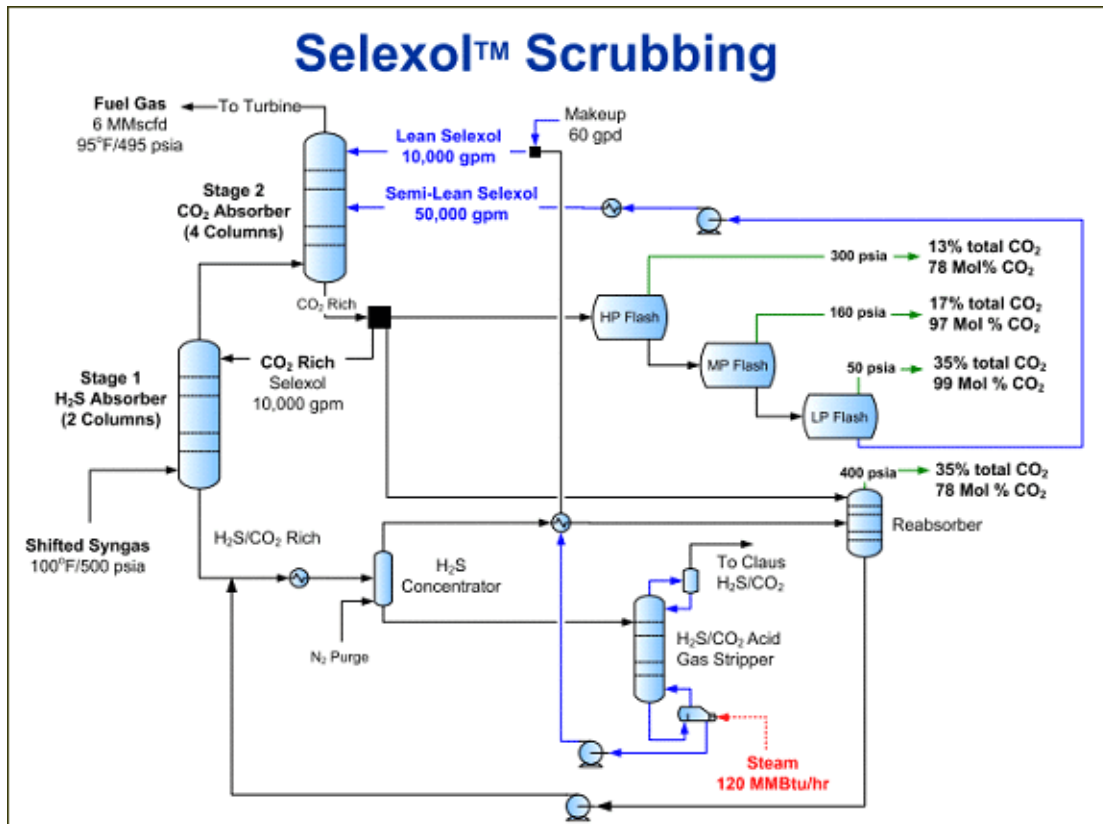 Selexol™ Scrubbing
Fuel Gas
6 MMscfd
95°F/495 psia
To Turbine
Lean Selexol
10,000 gpm
Makeup
60 gpd
Stage 2
CO₂ Absorber
(4 Columns)
Semi-Lean Selexol
50,000 gpm
300 psia
13% total CO₂
78 Mol% CO₂
CO₂ Rich
HP Flash
160 psia
17% total CO₂
97 Mol % CO₂
MP Flash
Stage 1
H₂S Absorber
(2 Columns)
CO₂ Rich
Selexol
10,000 gpm
50 psia
35% total CO₂
99 Mol % CO₂
LP Flash
400 psia
35% total CO₂
78 Mol % CO₂
Reabsorber
Shifted Syngas
100°F/500 psia
H₂S/CO₂ Rich
H₂S
Concentrator
N₂ Purge
To Claus
H₂S/CO₂
H₂S/CO₂ Acid
Gas Stripper
Steam
120 MMBtu/hr